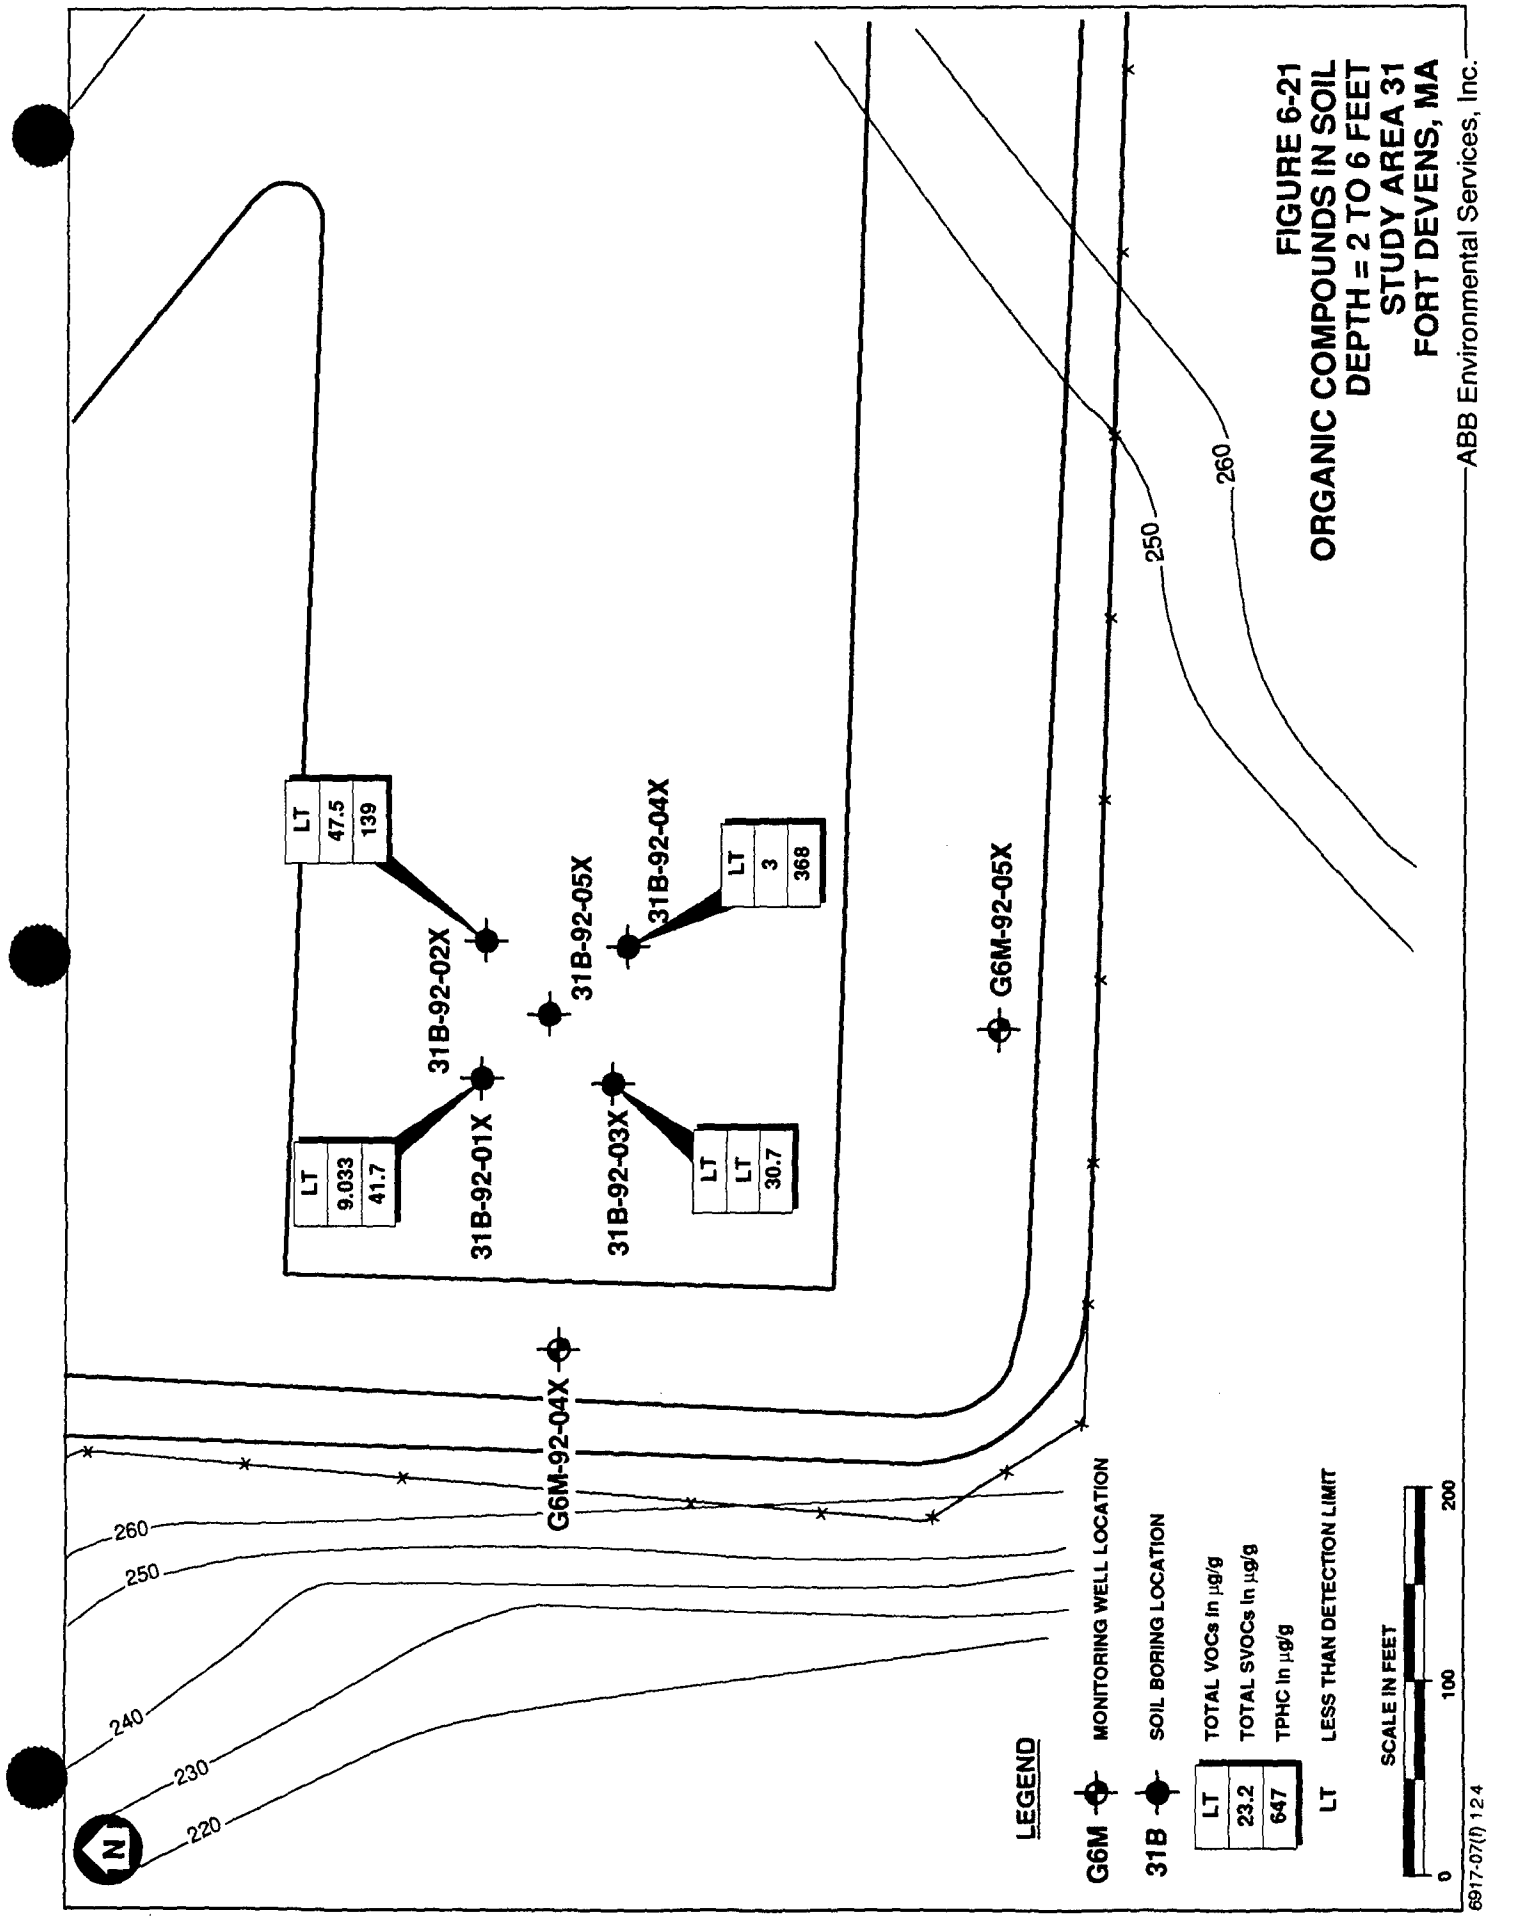 N
260
250
240
230
220
LT
9.033
41.7
31B-92-01X
31B-92-02X
LT
47.5
139
31B-92-05X
31B-92-03X
LT
LT
30.7
31B-92-04X
LT
3
368
G6M-92-04X
G6M-92-05X
250
260
LEGEND
G6M MONITORING WELL LOCATION
31B SOIL BORING LOCATION
LT TOTAL VOCs in µg/g
23.2 TOTAL SVOCs in µg/g
647 TPHC in µg/g
LT LESS THAN DETECTION LIMIT
SCALE IN FEET
0 100 200
6917-07(f) 124
FIGURE 6-21
ORGANIC COMPOUNDS IN SOIL
DEPTH = 2 TO 6 FEET
STUDY AREA 31
FORT DEVENS, MA
ABB Environmental Services, Inc.